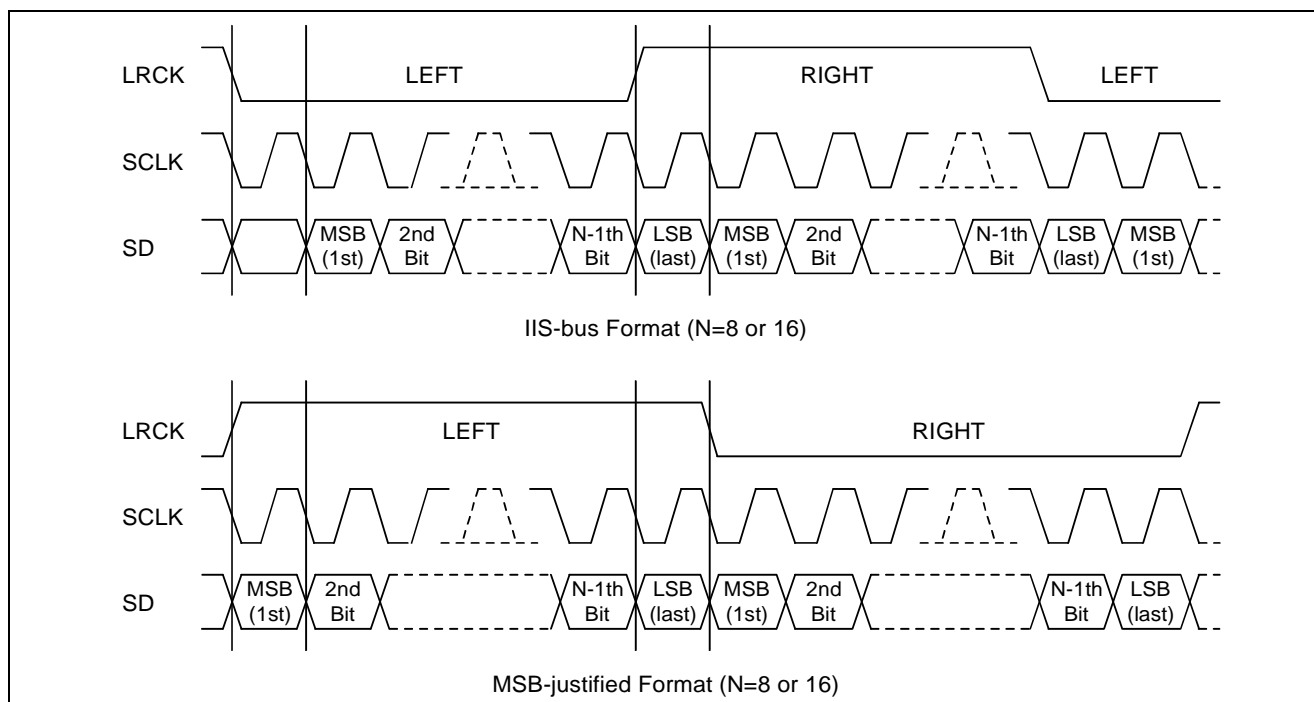 LRCK LEFT RIGHT LEFT
SCLK
SD MSB (1st) 2nd Bit N-1th Bit LSB (last) MSB (1st) 2nd Bit N-1th Bit LSB (last) MSB (1st)
IIS-bus Format (N=8 or 16)
LRCK LEFT RIGHT
SCLK
SD MSB (1st) 2nd Bit N-1th Bit LSB (last) MSB (1st) 2nd Bit N-1th Bit LSB (last)
MSB-justified Format (N=8 or 16)